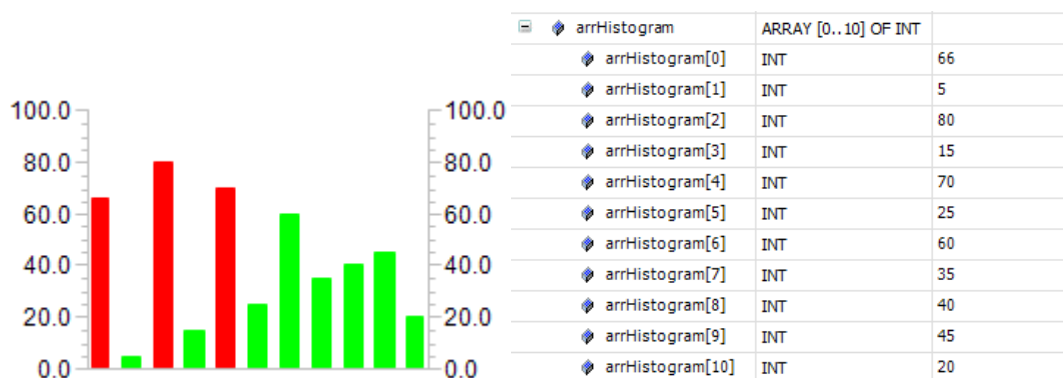 100.0
80.0
60.0
40.0
20.0
0.0
100.0
80.0
60.0
40.0
20.0
0.0
arrHistogram ARRAY [0..10] OF INT
arrHistogram[0] INT 66
arrHistogram[1] INT 5
arrHistogram[2] INT 80
arrHistogram[3] INT 15
arrHistogram[4] INT 70
arrHistogram[5] INT 25
arrHistogram[6] INT 60
arrHistogram[7] INT 35
arrHistogram[8] INT 40
arrHistogram[9] INT 45
arrHistogram[10] INT 20